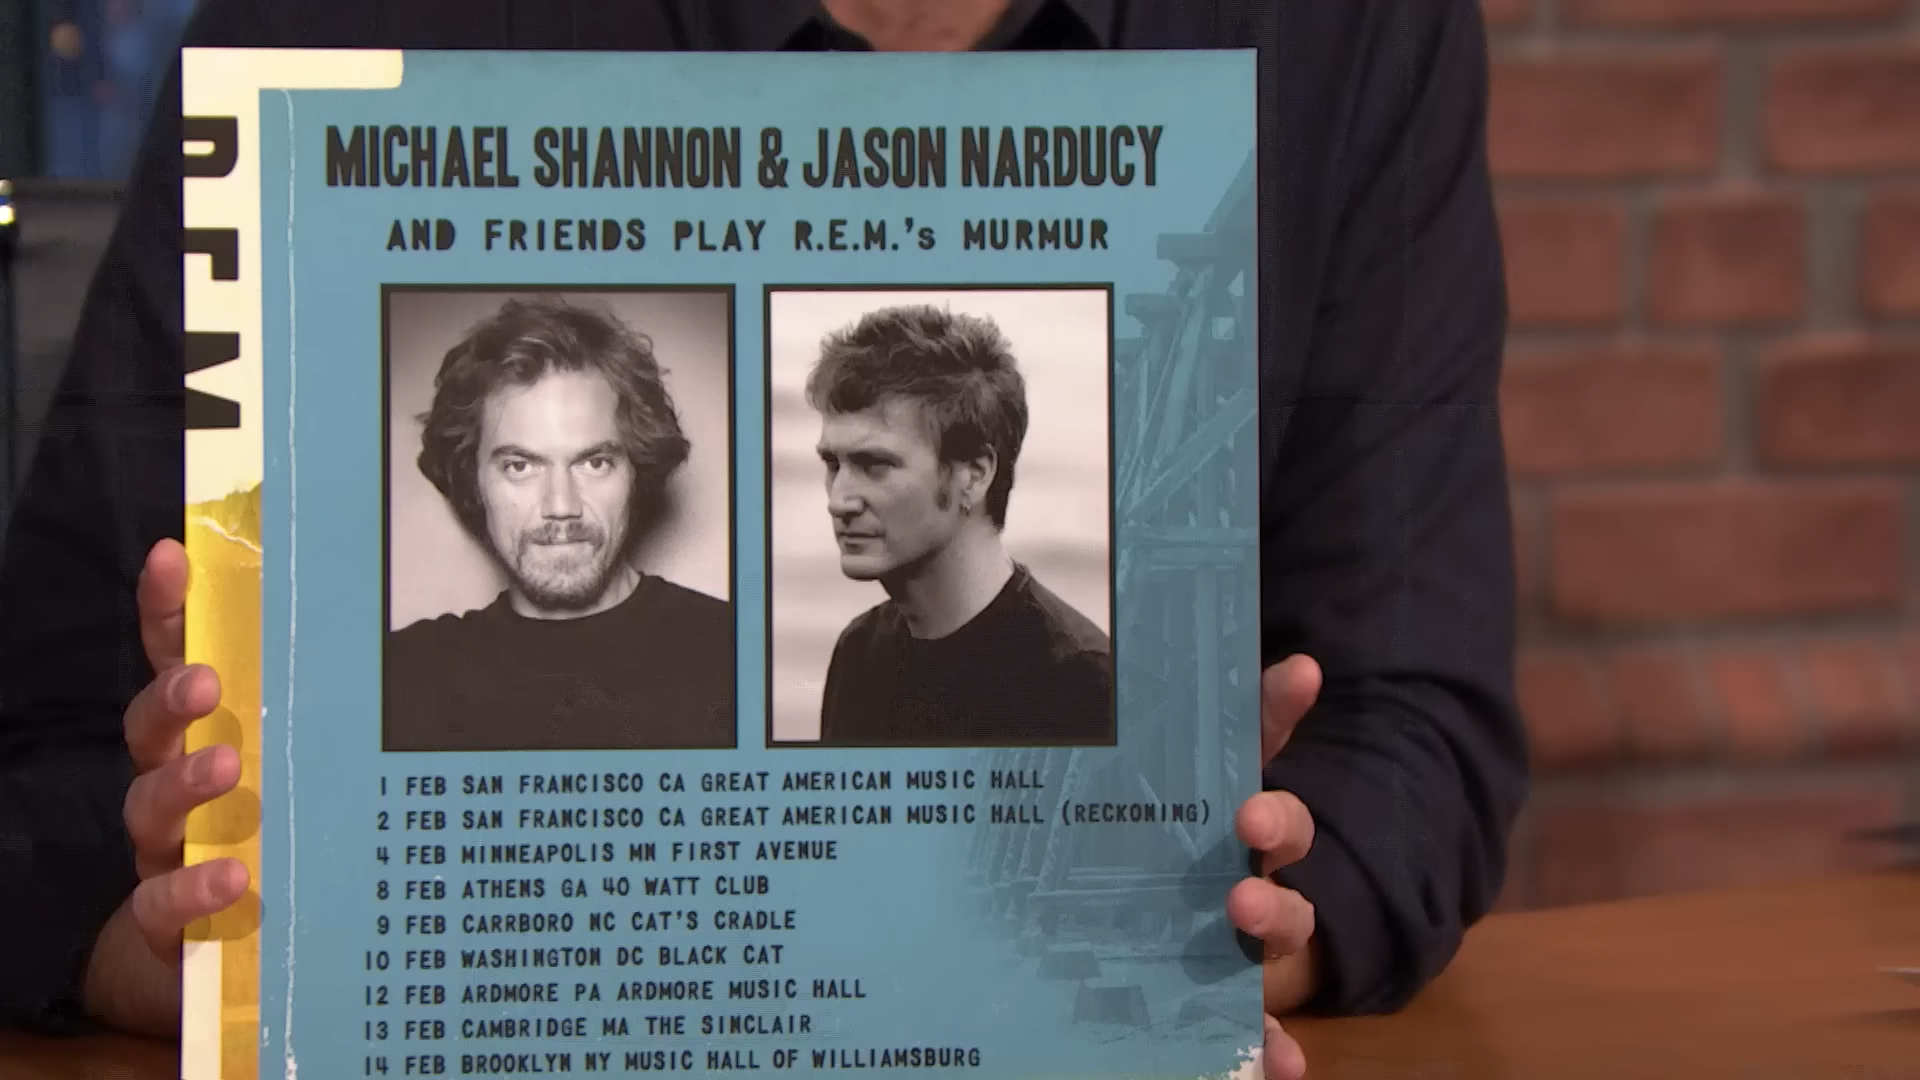 R.E.M
MICHAEL SHANNON & JASON NARDUCY
AND FRIENDS PLAY R.E.M.'s MURMUR
1 FEB SAN FRANCISCO CA GREAT AMERICAN MUSIC HALL
2 FEB SAN FRANCISCO CA GREAT AMERICAN MUSIC HALL (RECKONING)
4 FEB MINNEAPOLIS MN FIRST AVENUE
8 FEB ATHENS GA 40 WATT CLUB
9 FEB CARRBORO NC CAT'S CRADLE
10 FEB WASHINGTON DC BLACK CAT
12 FEB ARDMORE PA ARDMORE MUSIC HALL
13 FEB CAMBRIDGE MA THE SINCLAIR
14 FEB BROOKLYN NY MUSIC HALL OF WILLIAMSBURG